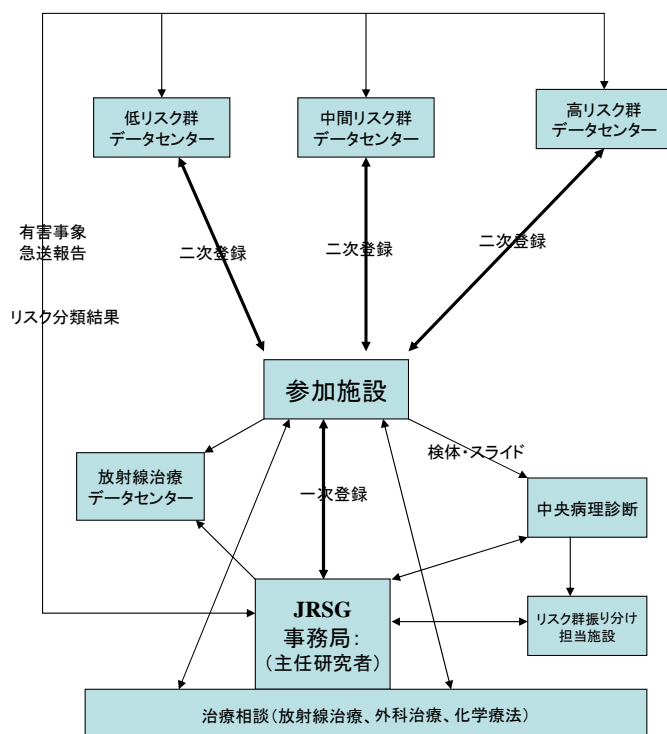 低リスク群
データセンター
中間リスク群
データセンター
高リスク群
データセンター
有害事象
急送報告
二次登録
二次登録
二次登録
リスク分類結果
参加施設
検体・スライド
放射線治療
データセンター
一次登録
中央病理診断
JRSG
事務局：
（主任研究者）
リスク群振り分け
担当施設
治療相談（放射線治療、外科治療、化学療法）